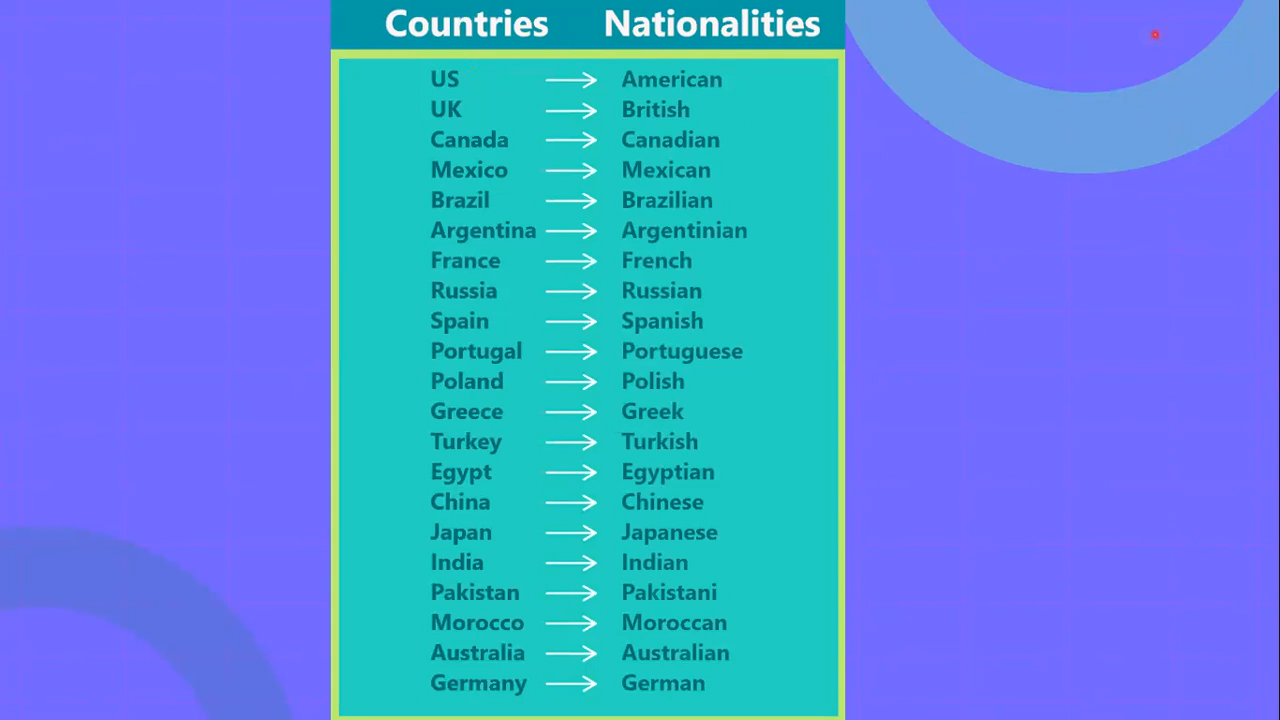 Countries Nationalities
US → American
UK → British
Canada → Canadian
Mexico → Mexican
Brazil → Brazilian
Argentina → Argentinian
France → French
Russia → Russian
Spain → Spanish
Portugal → Portuguese
Poland → Polish
Greece → Greek
Turkey → Turkish
Egypt → Egyptian
China → Chinese
Japan → Japanese
India → Indian
Pakistan → Pakistani
Morocco → Moroccan
Australia → Australian
Germany → German